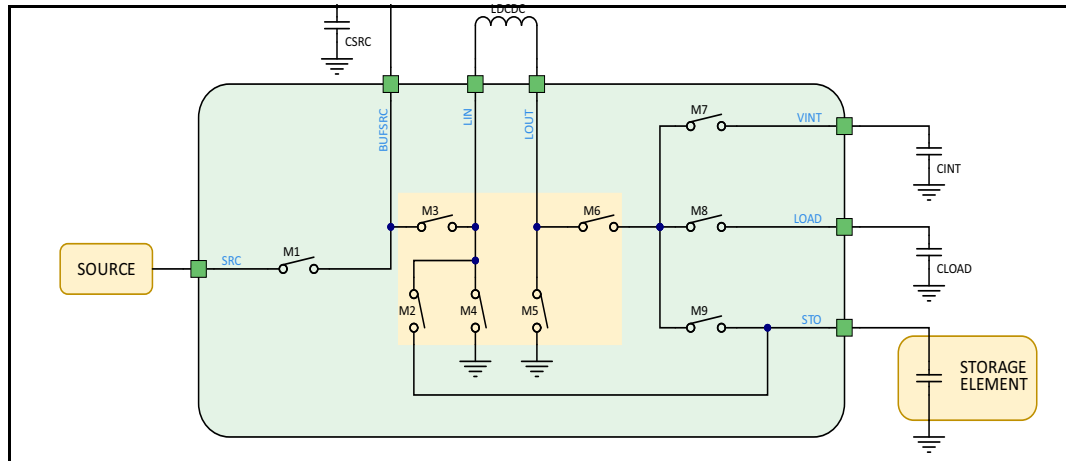 LDCDC
CSRC
BUFSRC
LIN
LOUT
M7
VINT
CINT
M3
M6
M8
LOAD
M1
SOURCE
SRC
CLOAD
M2
M4
M5
M9
STO
STORAGE
ELEMENT